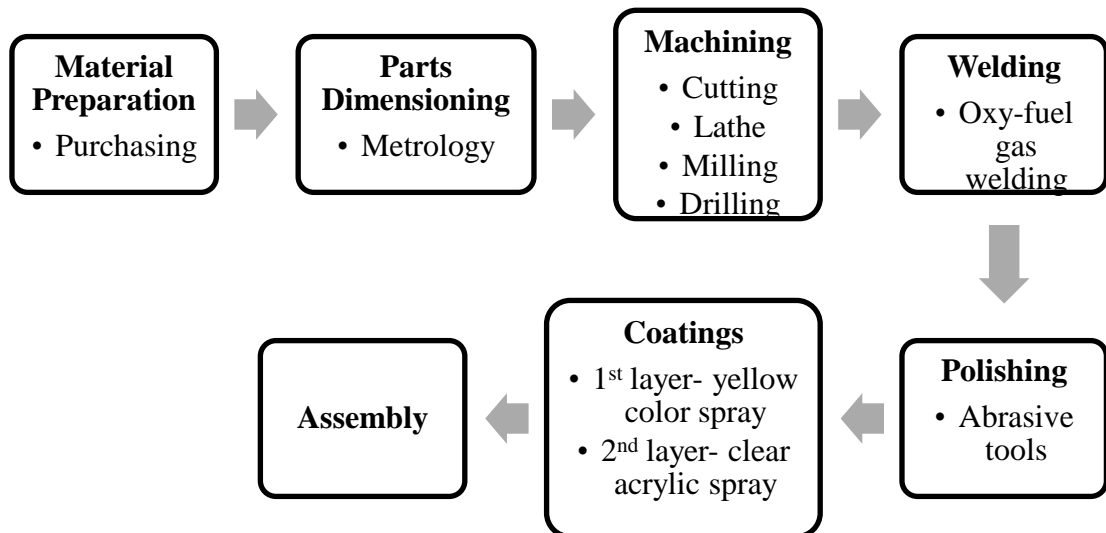 Material
Preparation
• Purchasing
Parts
Dimensioning
• Metrology
Machining
• Cutting
• Lathe
• Milling
• Drilling
Welding
• Oxy-fuel
gas
welding
Polishing
• Abrasive
tools
Coatings
• 1st layer- yellow
color spray
• 2nd layer- clear
acrylic spray
Assembly